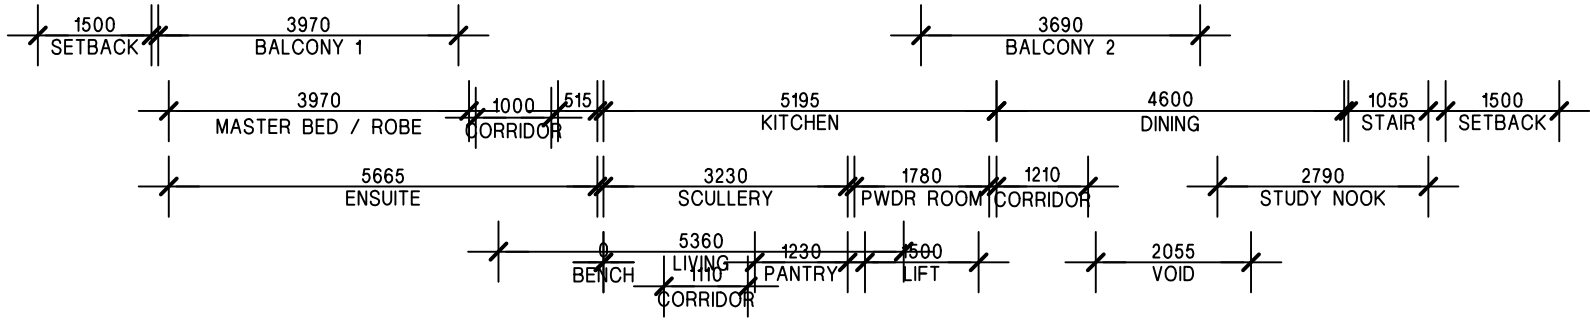 1500 3970 3690
SETBACK BALCONY 1 BALCONY 2
3970 1000 515 5195 4600 1055 1500
MASTER BED / ROBE CORRIDOR KITCHEN DINING STAIR SETBACK
5665 3230 1780 1210 2790
ENSUITE SCULLERY PWDR ROOM CORRIDOR STUDY NOOK
0 5360 1230 1500 2055
BENCH LIVING PANTRY LIFT VOID
1110
CORRIDOR